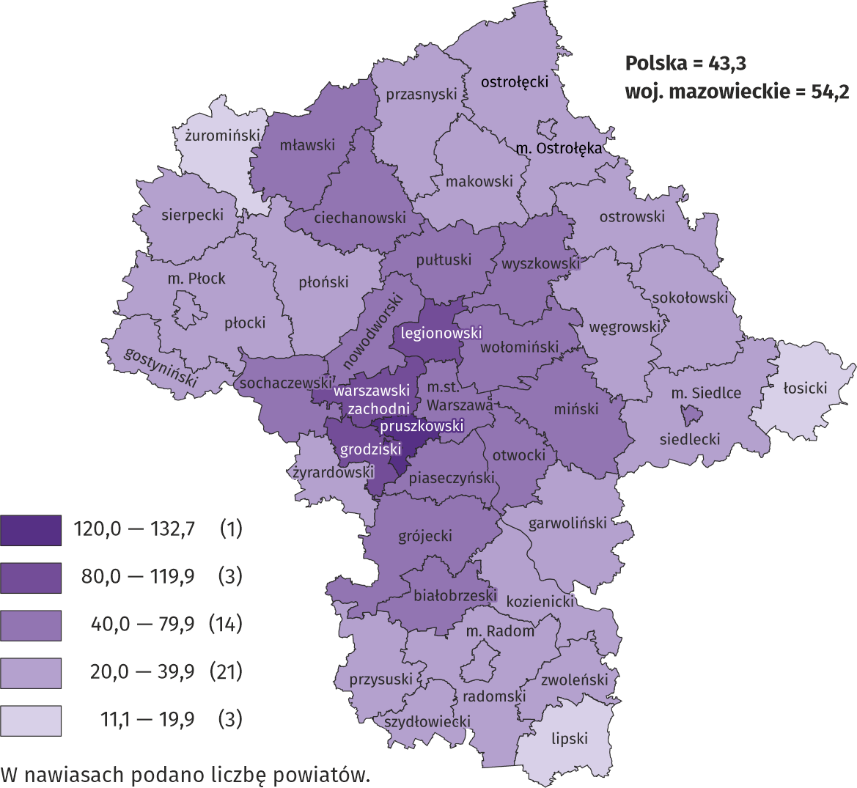 Polska = 43,3
woj. mazowieckie = 54,2
ostrołęcki
przasnyski
żuromiński
mławski
m. Ostrołęka
makowski
sierpecki
ciechanowski
ostrowski
pułtuski
wyszkowski
m. Płock
płoński
sokołowski
nowodworski
płocki
legionowski
węgrowski
wołomiński
gostyniński
sochaczewski
warszawski
zachodni
m.st.
Warszawa
m. Siedlce
łosicki
miński
pruszkowski
siedlecki
grodziski
otwocki
żyrardowski
piaseczyński
garwoliński
grójecki
białobrzeski
kozienicki
m. Radom
przysuski
zwoleński
radomski
szydłowiecki
lipski
120,0 — 132,7 (1)
80,0 — 119,9 (3)
40,0 — 79,9 (14)
20,0 — 39,9 (21)
11,1 — 19,9 (3)
W nawiasach podano liczbę powiatów.